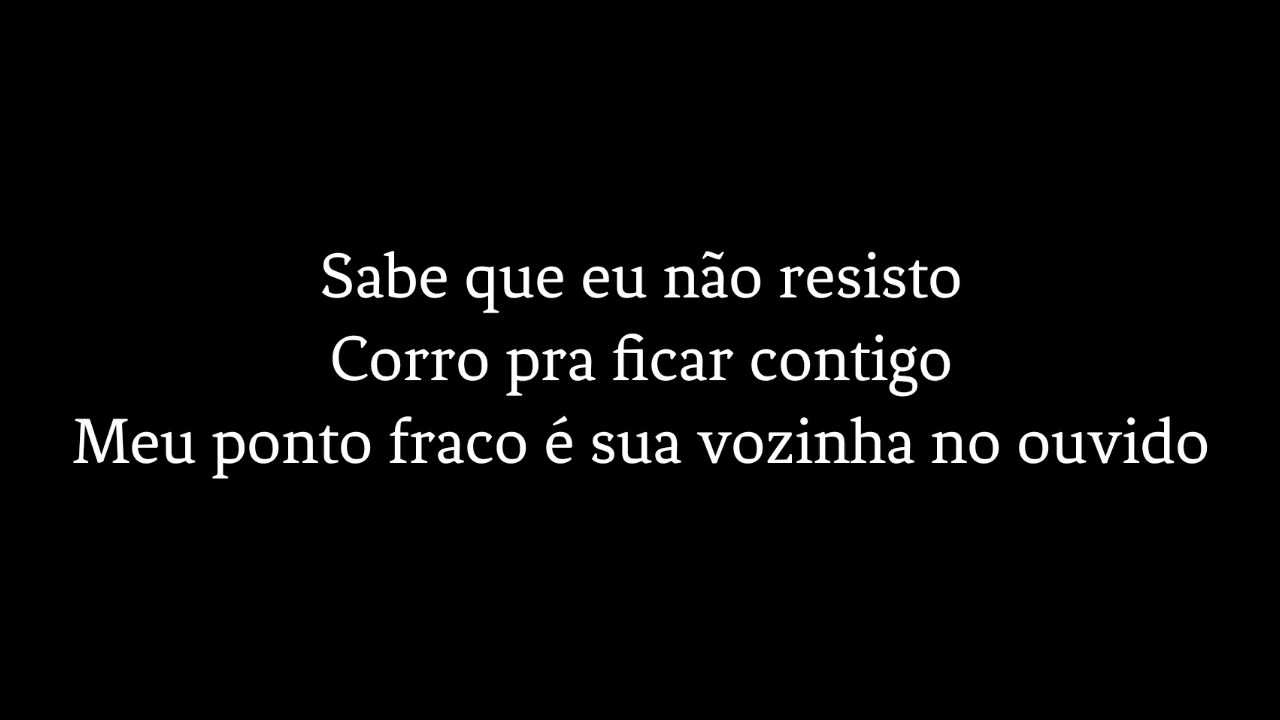 Sabe que eu não resisto
Corro pra ficar contigo
Meu ponto fraco é sua vozinha no ouvido